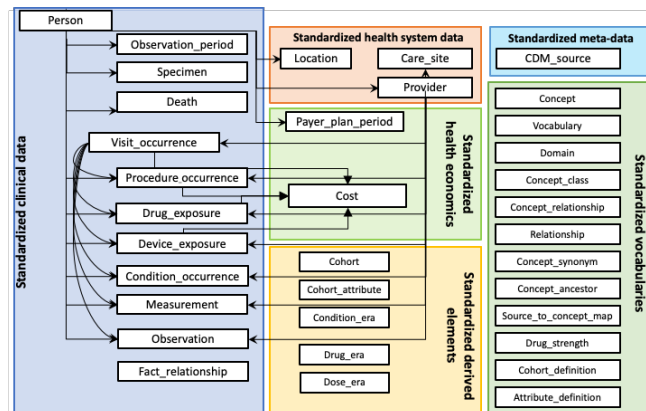 Person
Observation_period
Specimen
Death
Visit_occurrence
Procedure_occurrence
Drug_exposure
Device_exposure
Condition_occurrence
Measurement
Observation
Fact_relationship
Standardized clinical data
Standardized health system data
Location
Care_site
Provider
Payer_plan_period
Cost
Standardized
health economics
Cohort
Cohort_attribute
Condition_era
Drug_era
Dose_era
Standardized derived
elements
Standardized meta-data
CDM_source
Concept
Vocabulary
Domain
Concept_class
Concept_relationship
Relationship
Concept_synonym
Concept_ancestor
Source_to_concept_map
Drug_strength
Cohort_definition
Attribute_definition
Standardized vocabularies